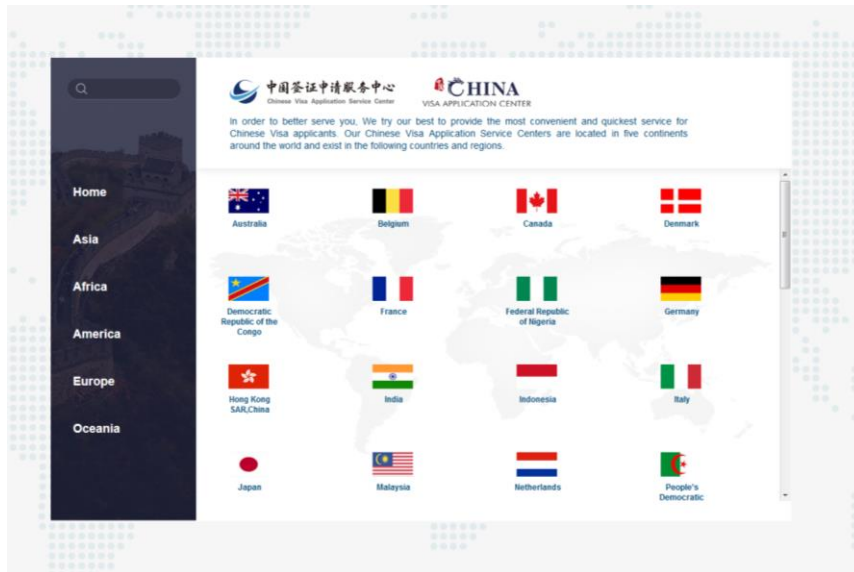 中国签证申请服务中心
Chinese Visa Application Service Center
CHINA
VISA APPLICATION CENTER
In order to better serve you, We try our best to provide the most convenient and quickest service for
Chinese Visa applicants. Our Chinese Visa Application Service Centers are located in five continents
around the world and exist in the following countries and regions.
Home
Asia
Africa
America
Europe
Oceania
Australia
Belgium
Canada
Denmark
Democratic
Republic of the
Congo
France
Federal Republic
of Nigeria
Germany
Hong Kong
SAR,China
India
Indonesia
Italy
Japan
Malaysia
Netherlands
People's
Democratic